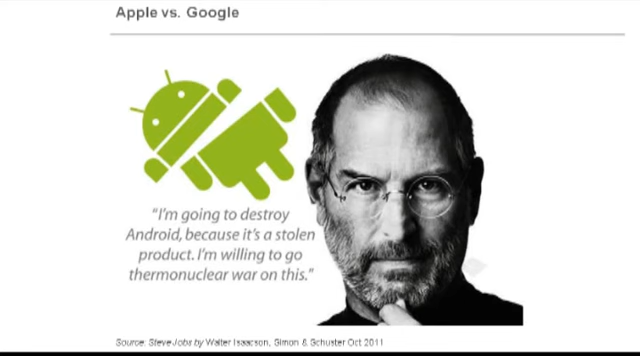 Apple vs. Google
"I'm going to destroy
Android, because it's a stolen
product. I'm willing to go
thermonuclear war on this."
Source: Steve Jobs by Walter Isaacson, Simon & Schuster Oct 2011